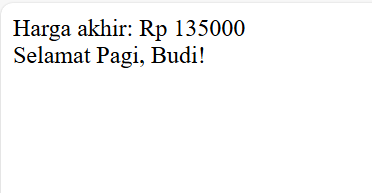 Harga akhir: Rp 135000
Selamat Pagi, Budi!